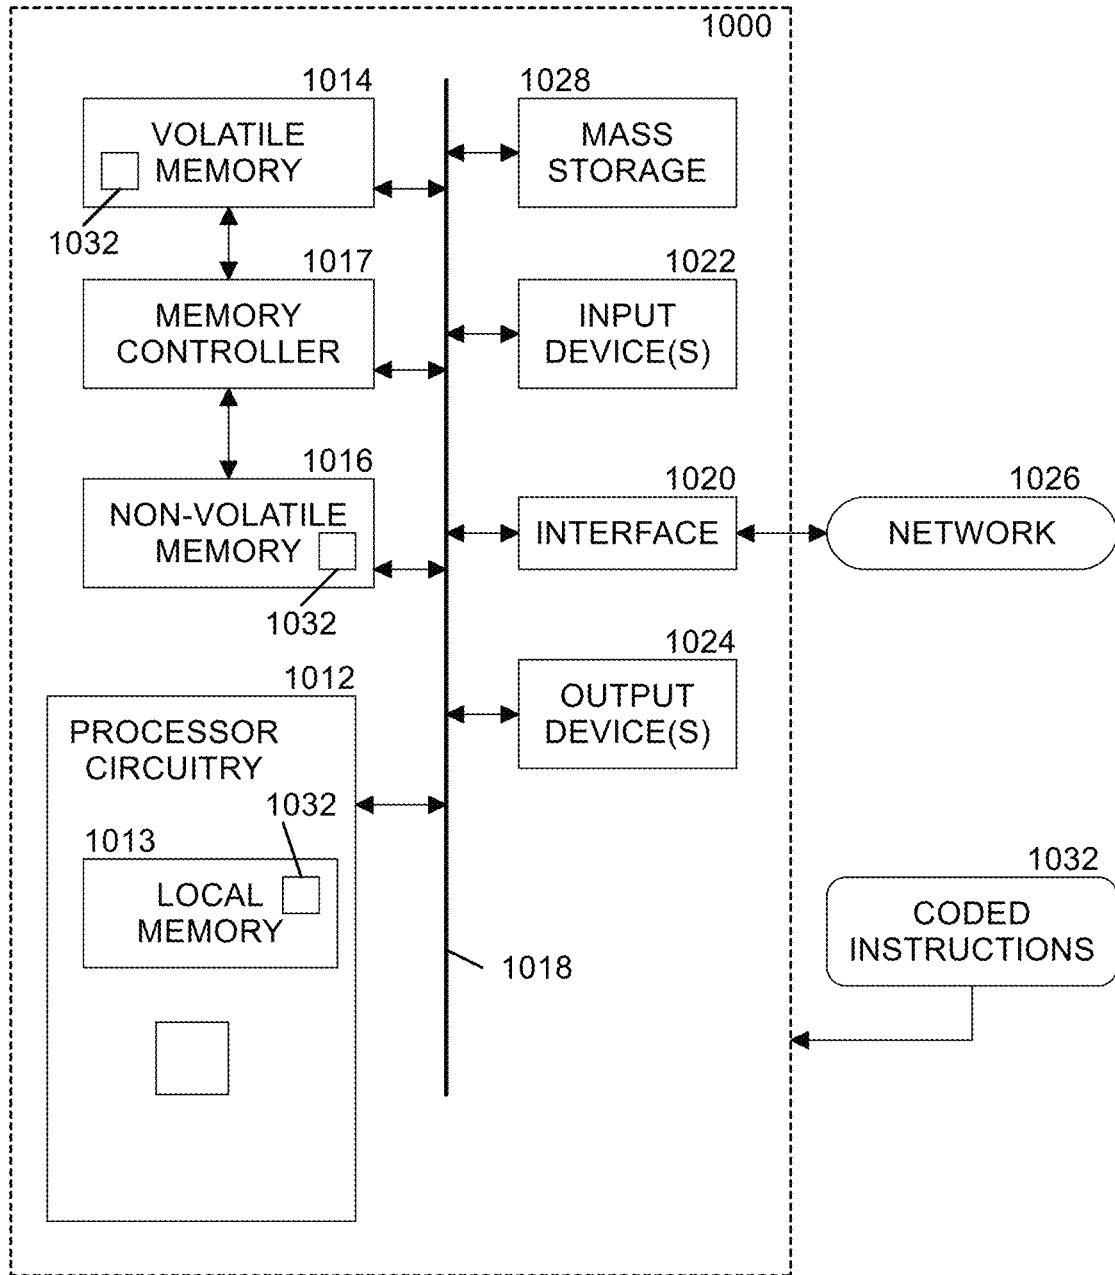 1000
1014
VOLATILE
MEMORY
1032
1017
MEMORY
CONTROLLER
1016
NON-VOLATILE
MEMORY
1032
1012
PROCESSOR
CIRCUITRY
1032
1013
LOCAL
MEMORY
1018
1028
MASS
STORAGE
1022
INPUT
DEVICE(S)
1020
INTERFACE
1024
OUTPUT
DEVICE(S)
1026
NETWORK
1032
CODED
INSTRUCTIONS